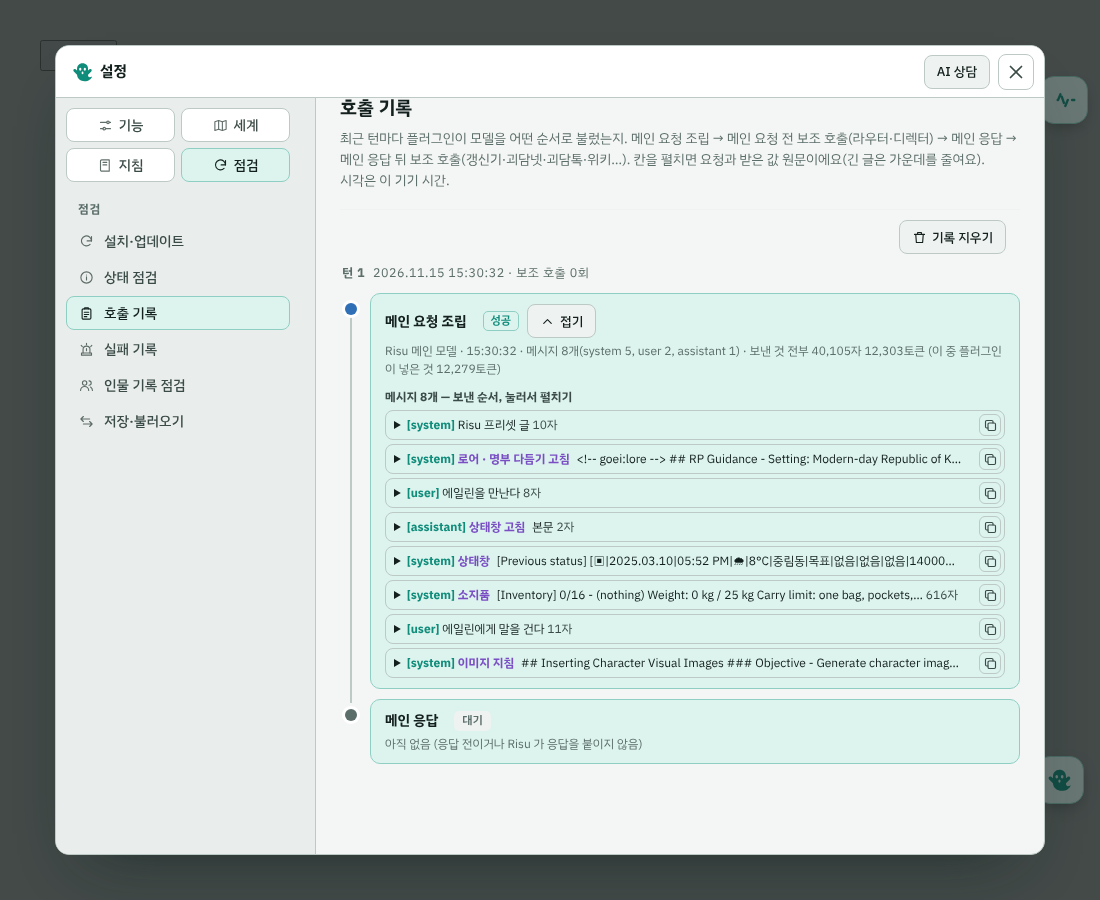 설정
AI 상담
기능
세계
지침
점검
점검
설치·업데이트
상태 점검
호출 기록
실패 기록
인물 기록 점검
저장·불러오기
호출 기록
최근 턴마다 플러그인이 모델을 어떤 순서로 불렀는지. 메인 요청 조립 → 메인 요청 전 보조 호출(라우터·디렉터) → 메인 응답 →
메인 응답 뒤 보조 호출(갱신기·괴담넷·괴담톡·위키…). 칸을 펼치면 요청과 받은 값 원문이에요(긴 글은 가운데를 줄여요).
시각은 이 기기 시간.
기록 지우기
턴 1 2026.11.15 15:30:32 · 보조 호출 0회
메인 요청 조립 성공 접기
Risu 메인 모델 · 15:30:32 · 메시지 8개(system 5, user 2, assistant 1) · 보낸 것 전부 40,105자 12,303토큰 (이 중 플러그인
이 넣은 것 12,279토큰)
메시지 8개 — 보낸 순서, 눌러서 펼치기
[system] Risu 프리셋 글 10자
[system] 로어 · 명부 다듬기 고침 <!-- goei:lore --> ## RP Guidance - Setting: Modern-day Republic of K...
[user] 에일린을 만난다 8자
[assistant] 상태창 고침 본문 2자
[system] 상태창 [Previous status] [▣|2025.03.10|05:52 PM|🌧|8°C|중림동|목표|없음|없음|없음|14000...
[system] 소지품 [Inventory] 0/16 - (nothing) Weight: 0 kg / 25 kg Carry limit: one bag, pockets,... 616자
[user] 에일린에게 말을 건다 11자
[system] 이미지 지침 ## Inserting Character Visual Images ### Objective - Generate character imag...
메인 응답 대기
아직 없음 (응답 전이거나 Risu 가 응답을 붙이지 않음)